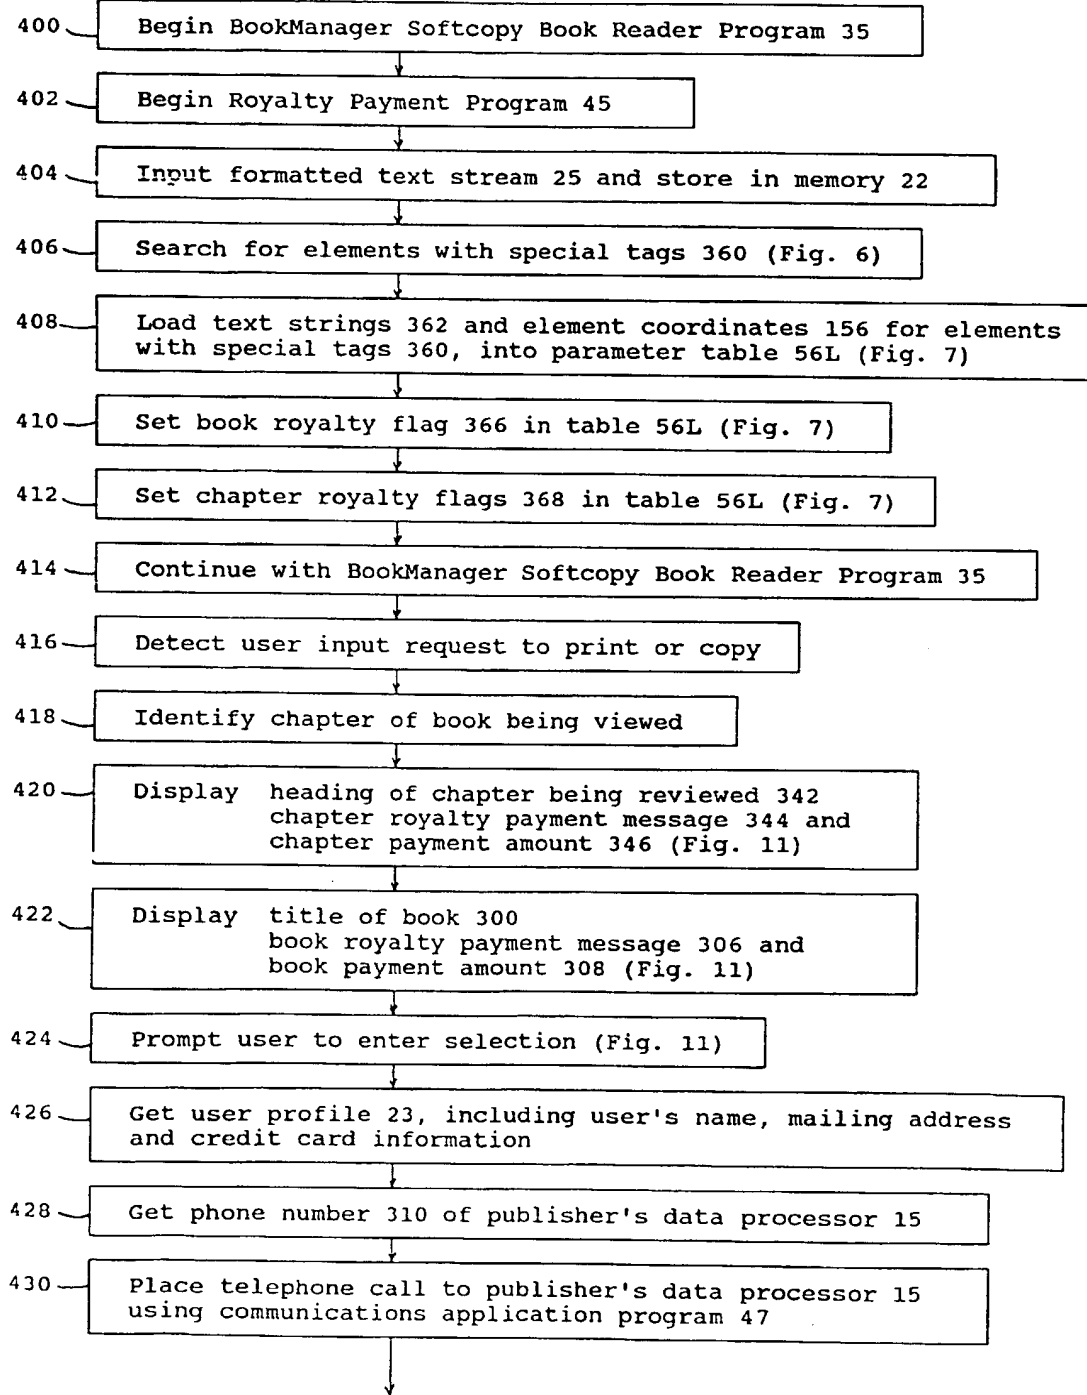 400 Begin BookManager Softcopy Book Reader Program 35
402 Begin Royalty Payment Program 45
404 Input formatted text stream 25 and store in memory 22
406 Search for elements with special tags 360 (Fig. 6)
408 Load text strings 362 and element coordinates 156 for elements
with special tags 360, into parameter table 56L (Fig. 7)
410 Set book royalty flag 366 in table 56L (Fig. 7)
412 Set chapter royalty flags 368 in table 56L (Fig. 7)
414 Continue with BookManager Softcopy Book Reader Program 35
416 Detect user input request to print or copy
418 Identify chapter of book being viewed
420 Display heading of chapter being reviewed 342
chapter royalty payment message 344 and
chapter payment amount 346 (Fig. 11)
422 Display title of book 300
book royalty payment message 306 and
book payment amount 308 (Fig. 11)
424 Prompt user to enter selection (Fig. 11)
426 Get user profile 23, including user's name, mailing address
and credit card information
428 Get phone number 310 of publisher's data processor 15
430 Place telephone call to publisher's data processor 15
using communications application program 47